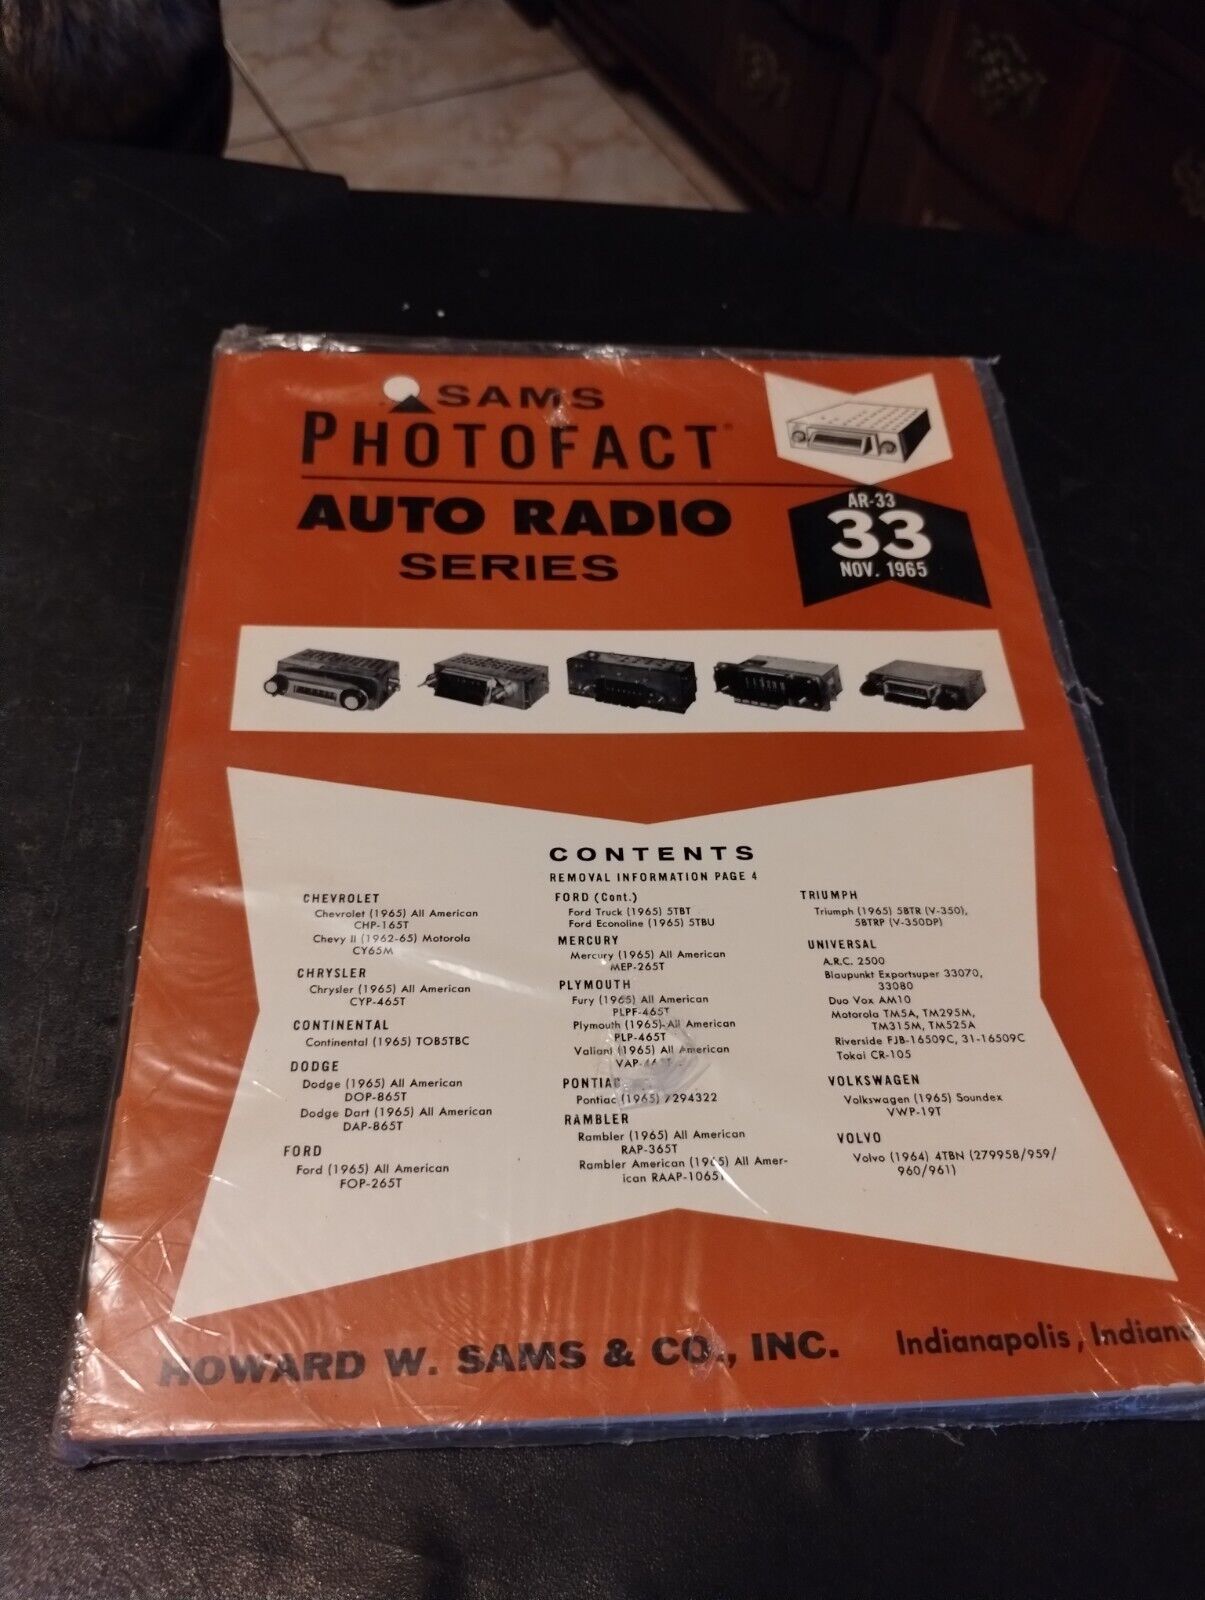 SAMS
PHOTOFACT®
AUTO RADIO
SERIES
AR-33
33
NOV. 1965
CONTENTS
REMOVAL INFORMATION PAGE 4
CHEVROLET
Chevrolet (1965) All American
CHP-165T
Chevy II (1962-65) Motorola
CY65M
CHRYSLER
Chrysler (1965) All American
CYP-465T
CONTINENTAL
Continental (1965) TOB5TBC
DODGE
Dodge (1965) All American
DOP-865T
Dodge Dart (1965) All American
DAP-865T
FORD
Ford (1965) All American
FOP-265T
FORD (Cont.)
Ford Truck (1965) 5TBT
Ford Econoline (1965) 5TBU
MERCURY
Mercury (1965) All American
MEP-265T
PLYMOUTH
Fury (1965) All American
PLPF-465T
Plymouth (1965) All American
PLP-465T
Valiant (1965) All American
PONTIAC
Pontiac (1965) 7294322
RAMBLER
Rambler (1965) All American
RAP-365T
Rambler American (1965) All Amer-
ican RAAP-1065T
TRIUMPH
Triumph (1965) 5BTR (V-350),
5BTRP (V-350DP)
UNIVERSAL
A.R.C. 2500
Blaupunkt Exportsuper 33070,
33080
Duo Vox AM10
Motorola TM5A, TM295M,
TM315M, TM525A
Riverside FJB-16509C, 31-16509C
Tokai CR-105
VOLKSWAGEN
Volkswagen (1965) Soundex
VWP-19T
VOLVO
Volvo (1964) 4TBN (279958/959/
960/961)
HOWARD W. SAMS & CO., INC. Indianapolis, Indiana